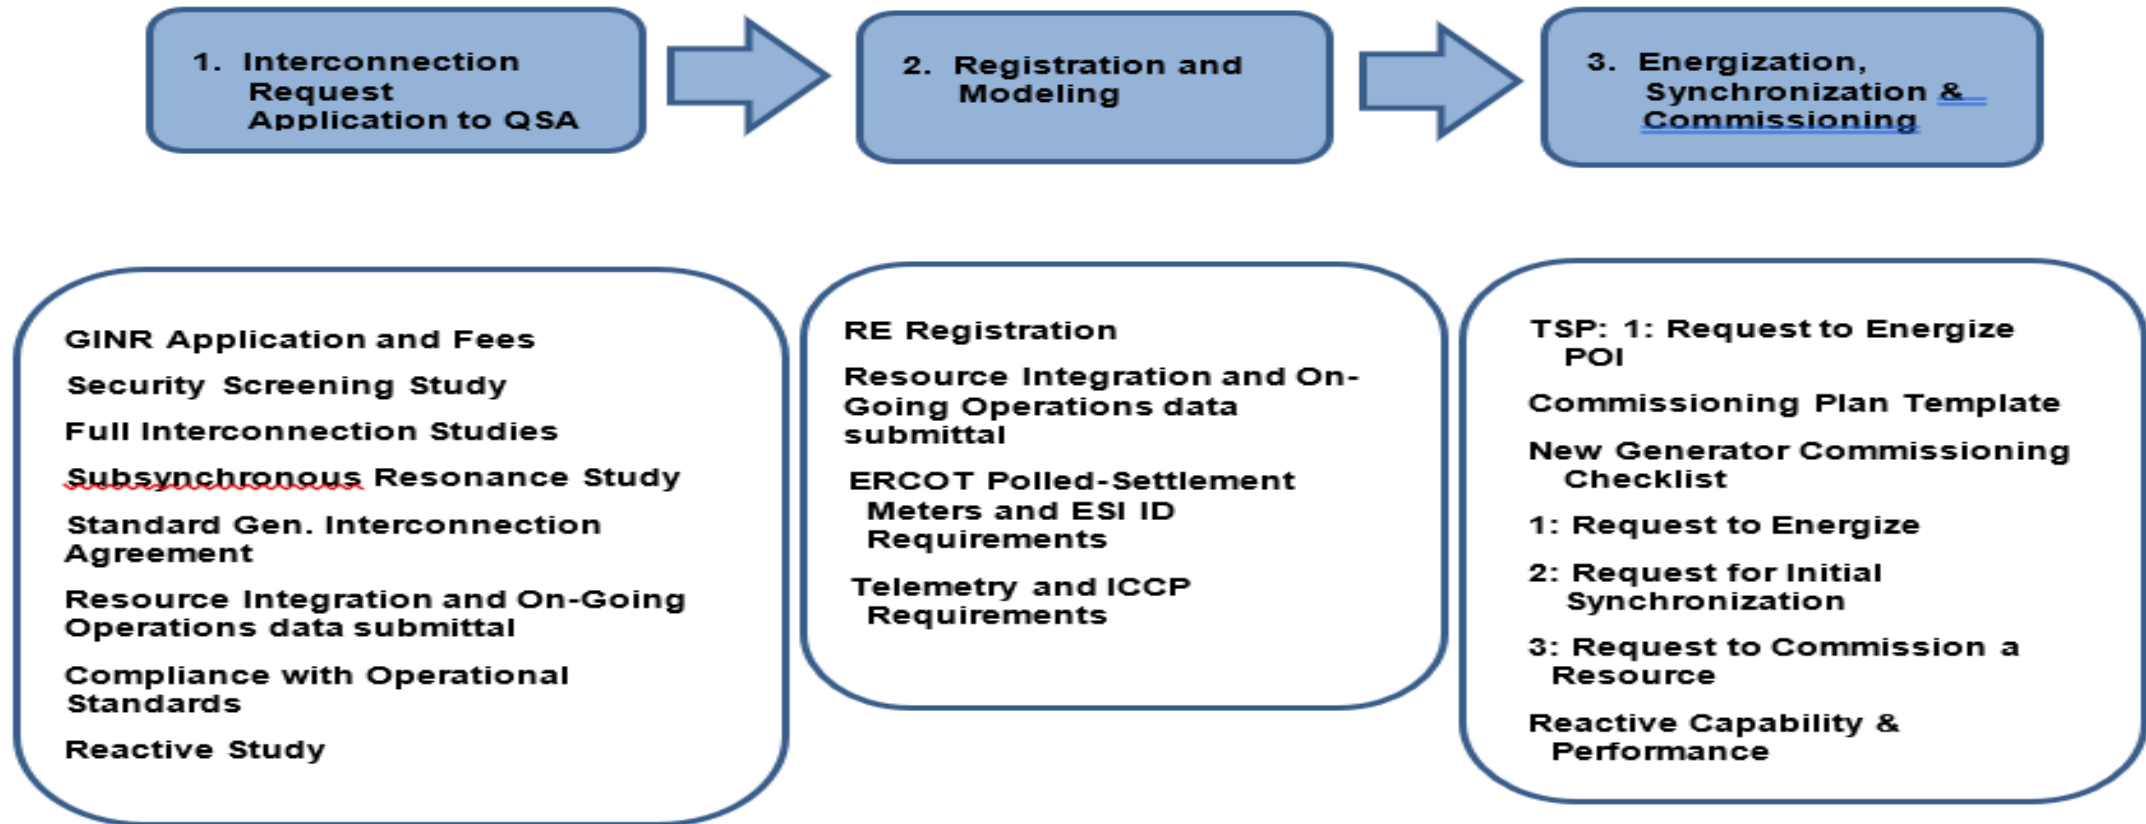 1. Interconnection
Request
Application to QSA
2. Registration and
Modeling
3. Energization,
Synchronization &
Commissioning
GINR Application and Fees
Security Screening Study
Full Interconnection Studies
Subsynchronous Resonance Study
Standard Gen. Interconnection
Agreement
Resource Integration and On-Going
Operations data submittal
Compliance with Operational
Standards
Reactive Study
RE Registration
Resource Integration and On-
Going Operations data
submittal
ERCOT Polled-Settlement
Meters and ESI ID
Requirements
Telemetry and ICCP
Requirements
TSP: 1: Request to Energize
POI
Commissioning Plan Template
New Generator Commissioning
Checklist
1: Request to Energize
2: Request for Initial
Synchronization
3: Request to Commission a
Resource
Reactive Capability &
Performance